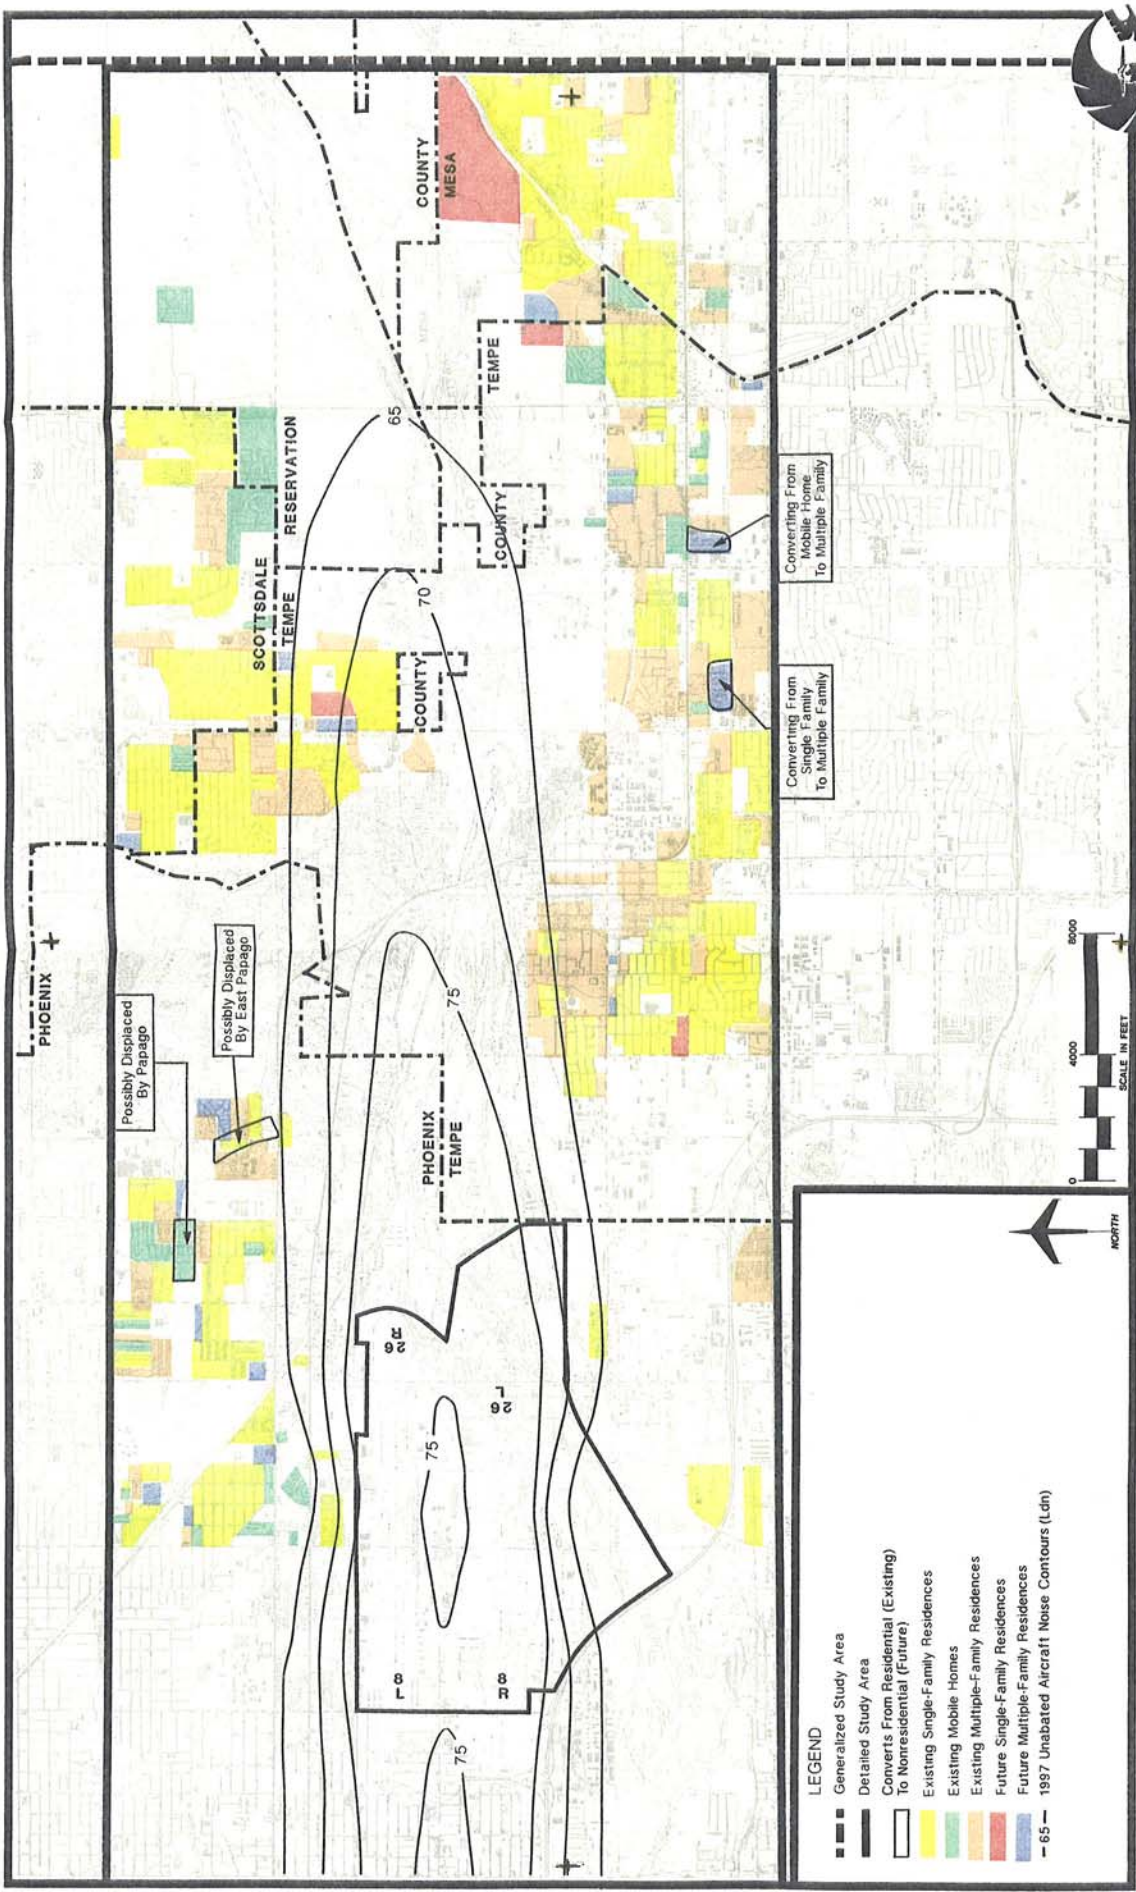 PHOENIX
Possibly Displaced
By Papago
Possibly Displaced
By East Papago
SCOTTSDALE
TEMPE
RESERVATION
COUNTY
MESA
TEMPE
COUNTY
COUNTY
65
70
75
75
75
PHOENIX
TEMPE
8
L
8
R
26
R
26
L
Converting From
Single Family
To Multiple Family
Converting From
Mobile Home
To Multiple Family
LEGEND
Generalized Study Area
Detailed Study Area
Converts From Residential (Existing)
To Nonresidential (Future)
Existing Single-Family Residences
Existing Mobile Homes
Existing Multiple-Family Residences
Future Single-Family Residences
Future Multiple-Family Residences
-65- 1997 Unabated Aircraft Noise Contours (Ldn)
NORTH
0 4000 8000
SCALE IN FEET